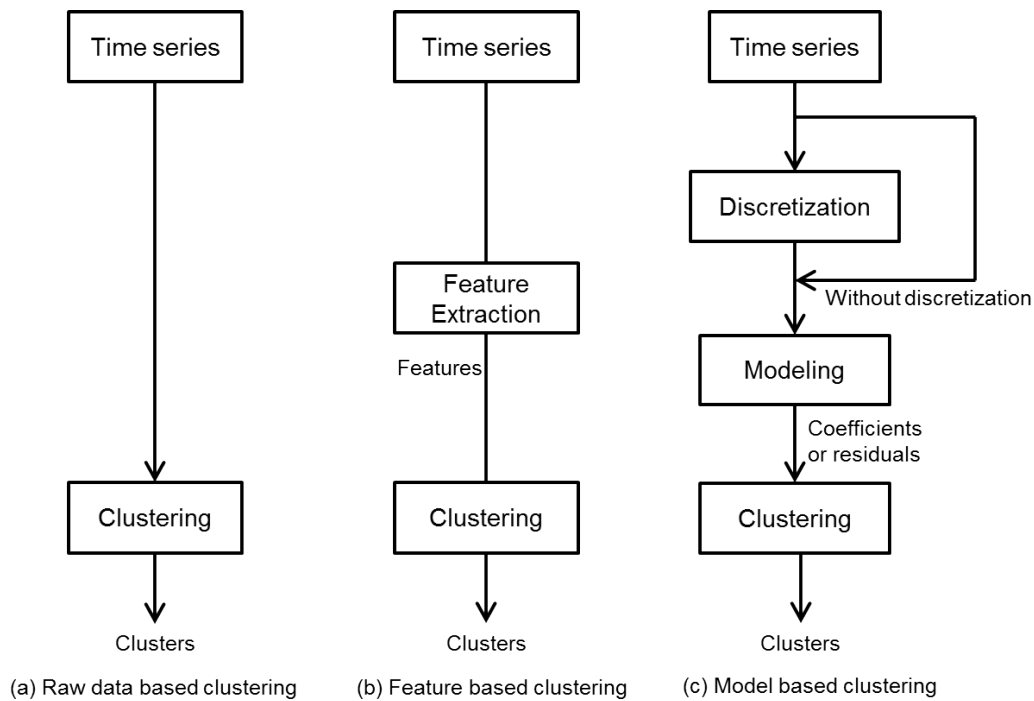 Time series
Clustering
Clusters
(a) Raw data based clustering
Time series
Feature
Extraction
Features
Clustering
Clusters
(b) Feature based clustering
Time series
Discretization
Without discretization
Modeling
Coefficients
or residuals
Clustering
Clusters
(c) Model based clustering